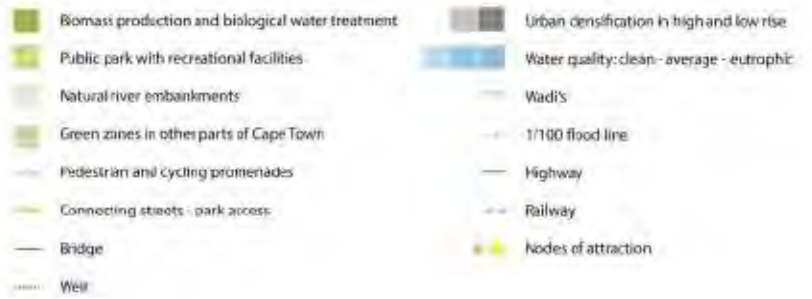 Biomass production and biological water treatment
Public park with recreational facilities
Natural river embankments
Green zones in other parts of Cape Town
Pedestrian and cycling promenades
Connecting streets - park access
Bridge
Weir
Urban densification in high and low rise
Water quality: clean - average - eutrophic
Wadi's
1/100 flood line
Highway
Railway
Nodes of attraction